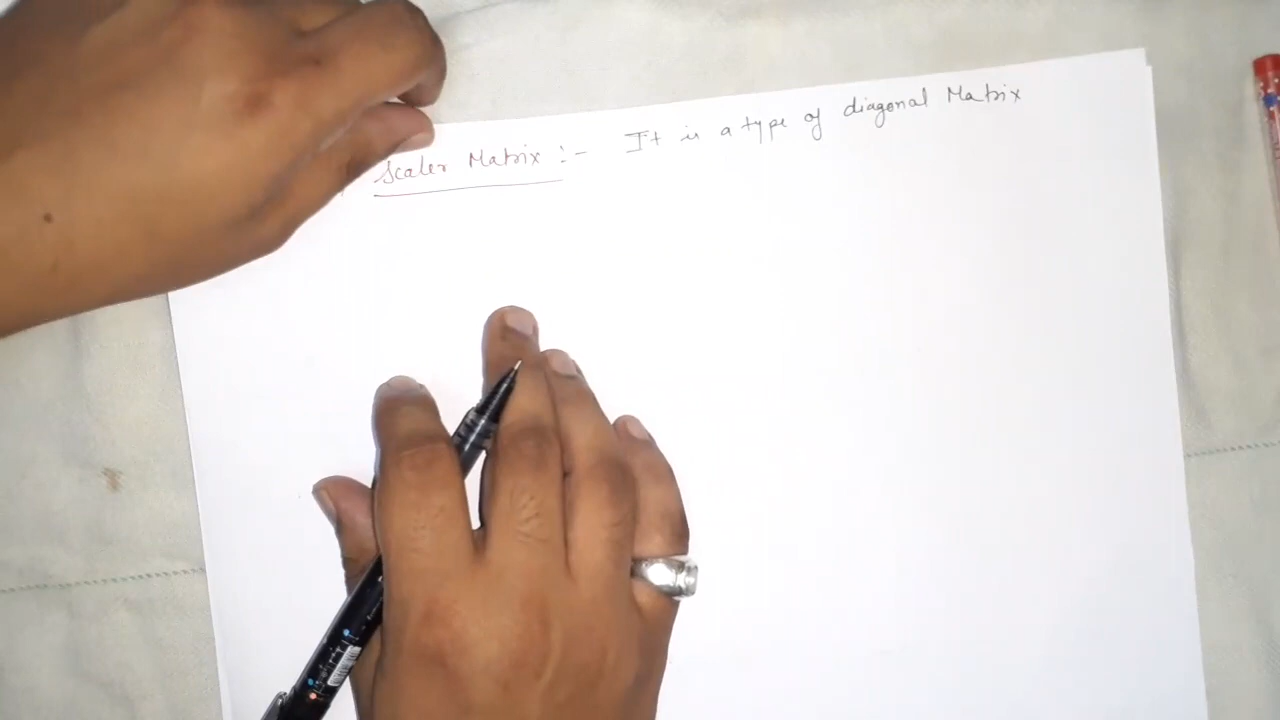 Scaler Matrix :- It is a type of diagonal Matrix